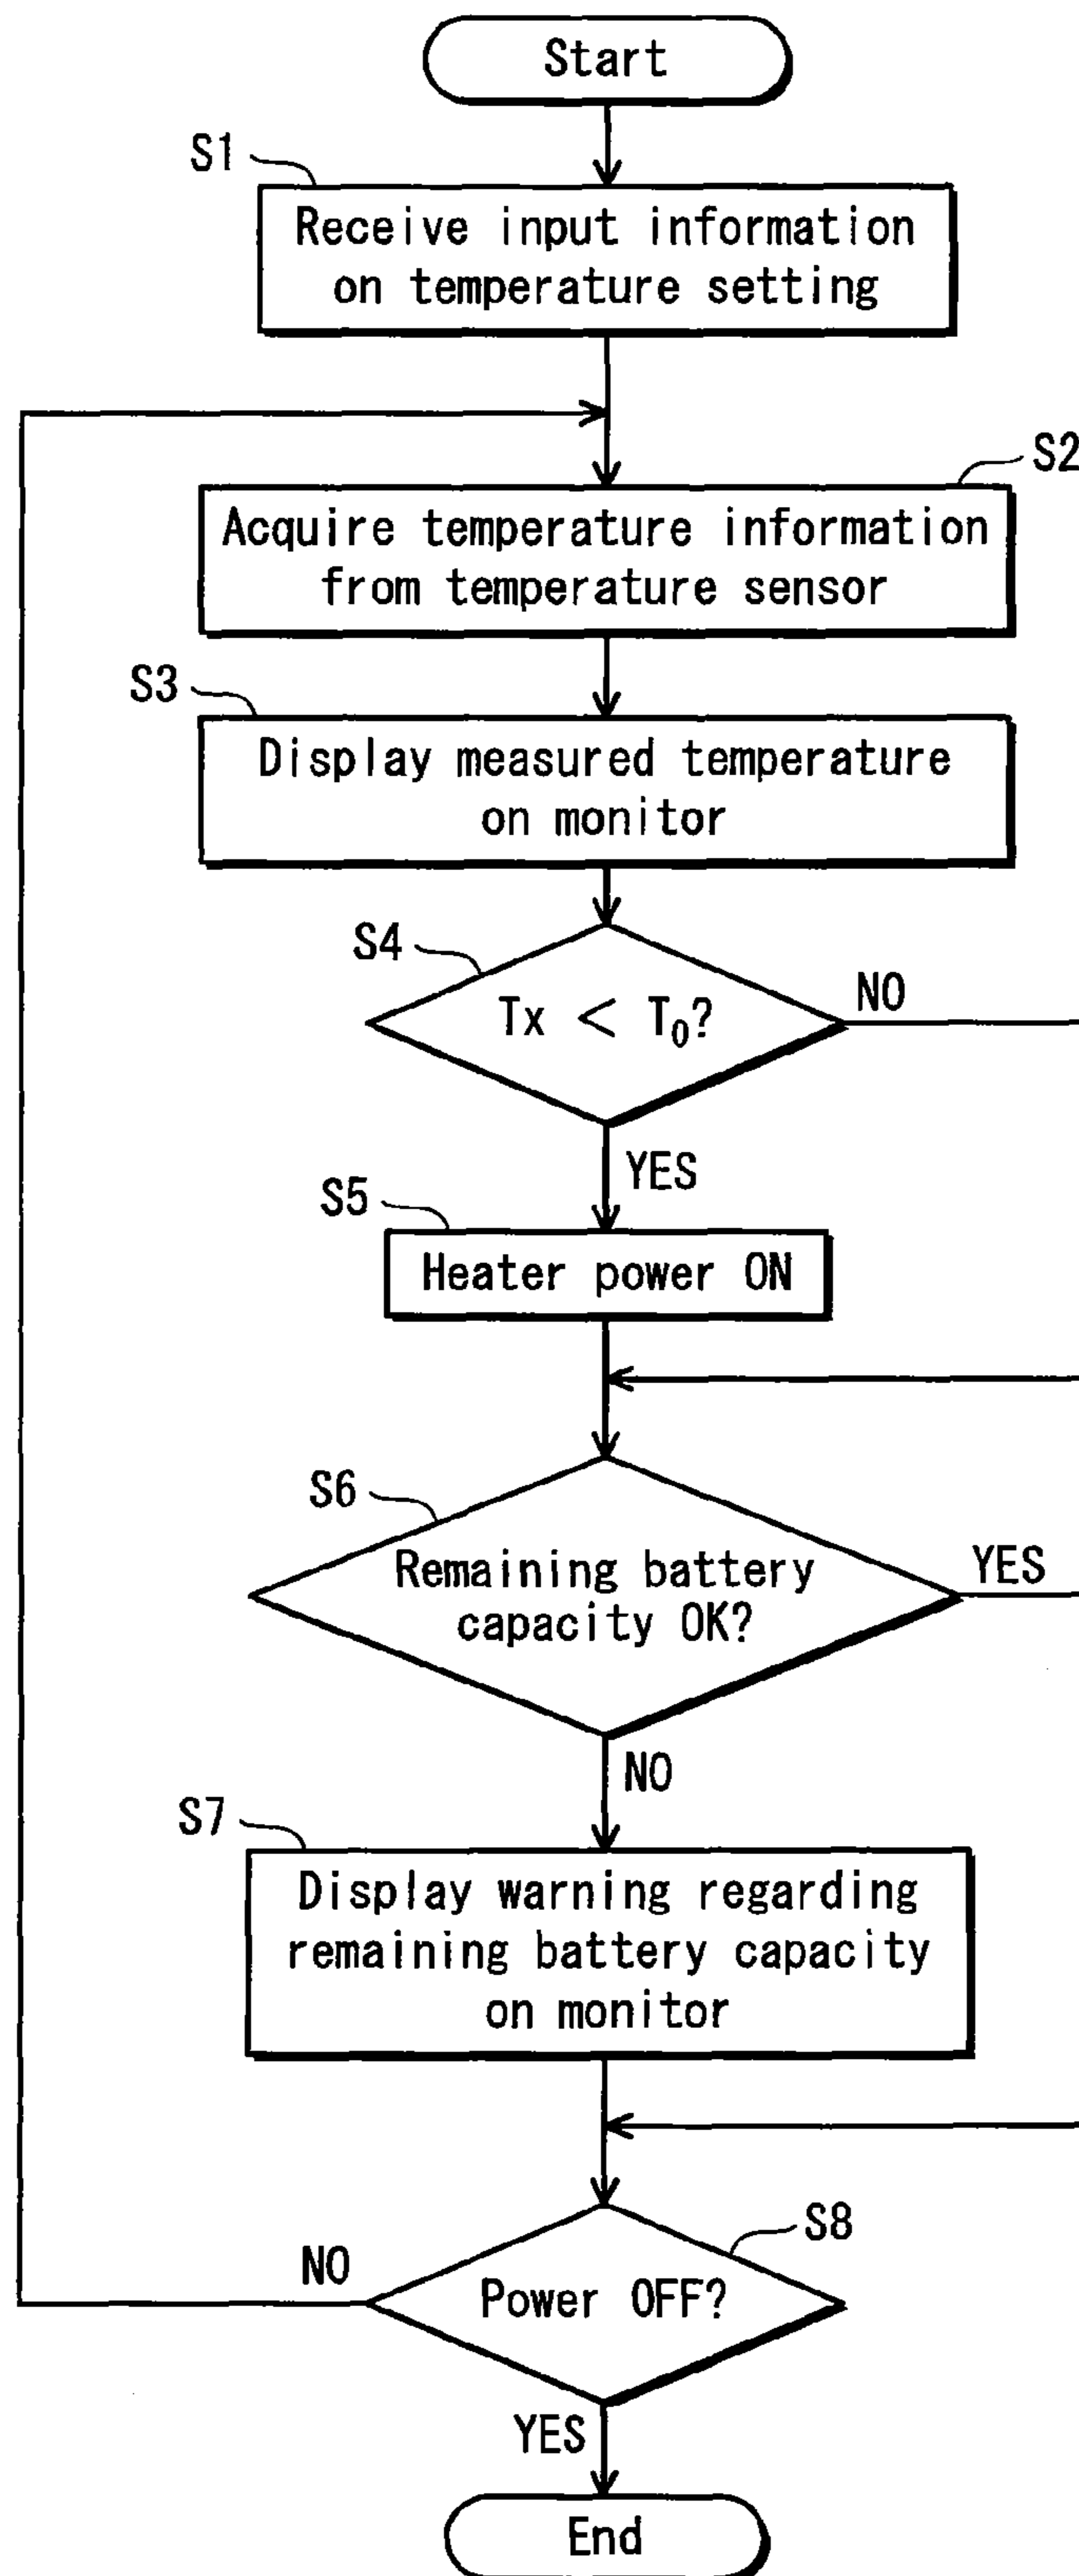 Start
S1
Receive input information
on temperature setting
S2
Acquire temperature information
from temperature sensor
S3
Display measured temperature
on monitor
S4
Tx < T₀?
NO
YES
S5
Heater power ON
S6
Remaining battery
capacity OK?
YES
NO
S7
Display warning regarding
remaining battery capacity
on monitor
S8
Power OFF?
NO
YES
End